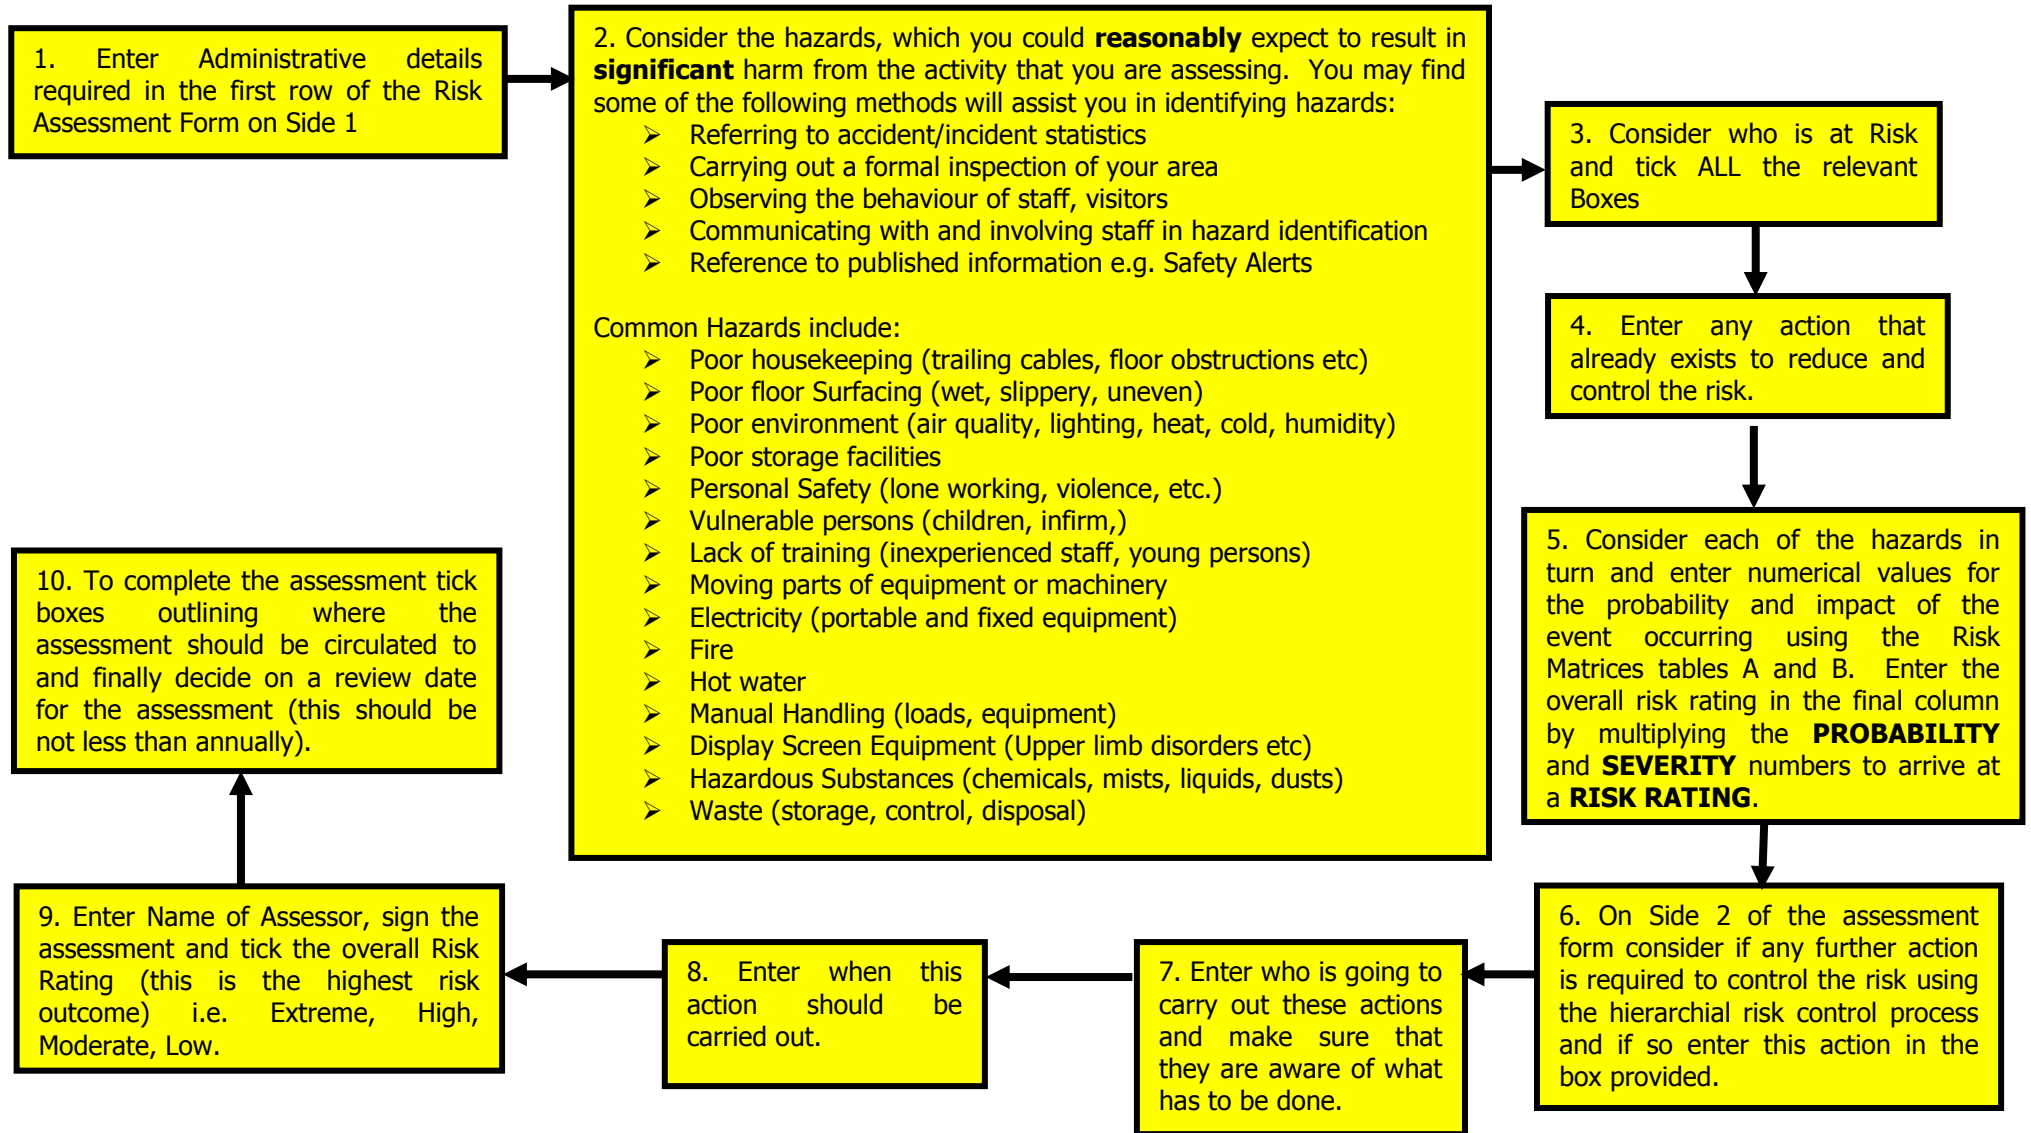 1. Enter Administrative details
required in the first row of the Risk
Assessment Form on Side 1
2. Consider the hazards, which you could reasonably expect to result in
significant harm from the activity that you are assessing. You may find
some of the following methods will assist you in identifying hazards:
➢ Referring to accident/incident statistics
➢ Carrying out a formal inspection of your area
➢ Observing the behaviour of staff, visitors
➢ Communicating with and involving staff in hazard identification
➢ Reference to published information e.g. Safety Alerts
Common Hazards include:
➢ Poor housekeeping (trailing cables, floor obstructions etc)
➢ Poor floor Surfacing (wet, slippery, uneven)
➢ Poor environment (air quality, lighting, heat, cold, humidity)
➢ Poor storage facilities
➢ Personal Safety (lone working, violence, etc.)
➢ Vulnerable persons (children, infirm,)
➢ Lack of training (inexperienced staff, young persons)
➢ Moving parts of equipment or machinery
➢ Electricity (portable and fixed equipment)
➢ Fire
➢ Hot water
➢ Manual Handling (loads, equipment)
➢ Display Screen Equipment (Upper limb disorders etc)
➢ Hazardous Substances (chemicals, mists, liquids, dusts)
➢ Waste (storage, control, disposal)
3. Consider who is at Risk
and tick ALL the relevant
Boxes
4. Enter any action that
already exists to reduce and
control the risk.
5. Consider each of the hazards in
turn and enter numerical values for
the probability and impact of the
event occurring using the Risk
Matrices tables A and B. Enter the
overall risk rating in the final column
by multiplying the PROBABILITY
and SEVERITY numbers to arrive at
a RISK RATING.
6. On Side 2 of the assessment
form consider if any further action
is required to control the risk using
the hierarchial risk control process
and if so enter this action in the
box provided.
7. Enter who is going to
carry out these actions
and make sure that
they are aware of what
has to be done.
8. Enter when this
action should be
carried out.
9. Enter Name of Assessor, sign the
assessment and tick the overall Risk
Rating (this is the highest risk
outcome) i.e. Extreme, High,
Moderate, Low.
10. To complete the assessment tick
boxes outlining where the
assessment should be circulated to
and finally decide on a review date
for the assessment (this should be
not less than annually).